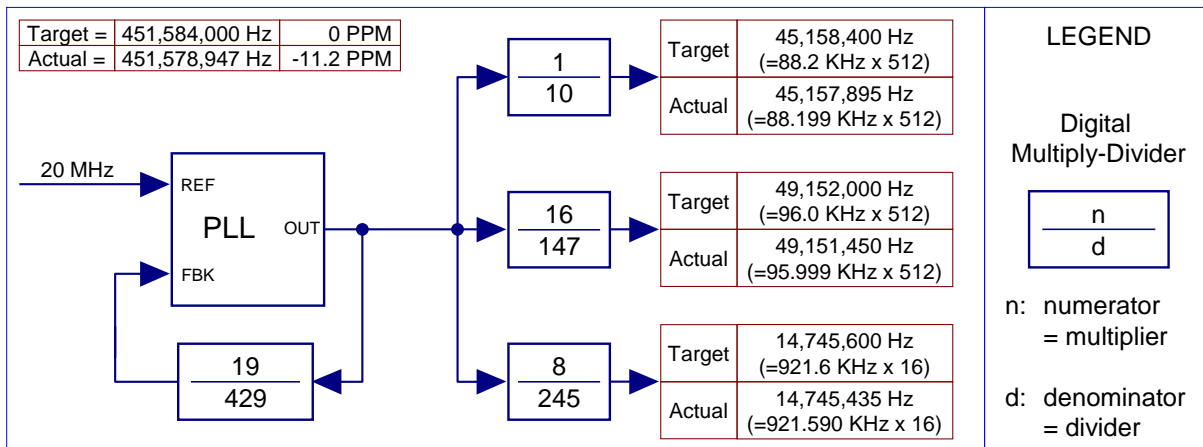 Target = 451,584,000 Hz 0 PPM
Actual = 451,578,947 Hz -11.2 PPM
20 MHz
REF
PLL
OUT
FBK
19
429
1
10
Target
45,158,400 Hz
(=88.2 KHz x 512)
Actual
45,157,895 Hz
(=88.199 KHz x 512)
16
147
Target
49,152,000 Hz
(=96.0 KHz x 512)
Actual
49,151,450 Hz
(=95.999 KHz x 512)
8
245
Target
14,745,600 Hz
(=921.6 KHz x 16)
Actual
14,745,435 Hz
(=921.590 KHz x 16)
LEGEND
Digital
Multiply-Divider
n
d
n: numerator
= multiplier
d: denominator
= divider